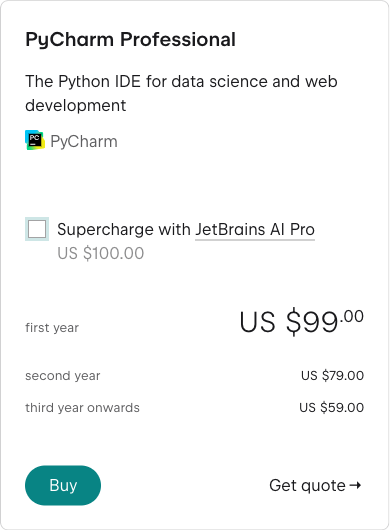 PyCharm Professional
The Python IDE for data science and web
development
PC
PyCharm
Supercharge with JetBrains AI Pro
US $100.00
first year US $99.00
second year US $79.00
third year onwards US $59.00
Buy Get quote →